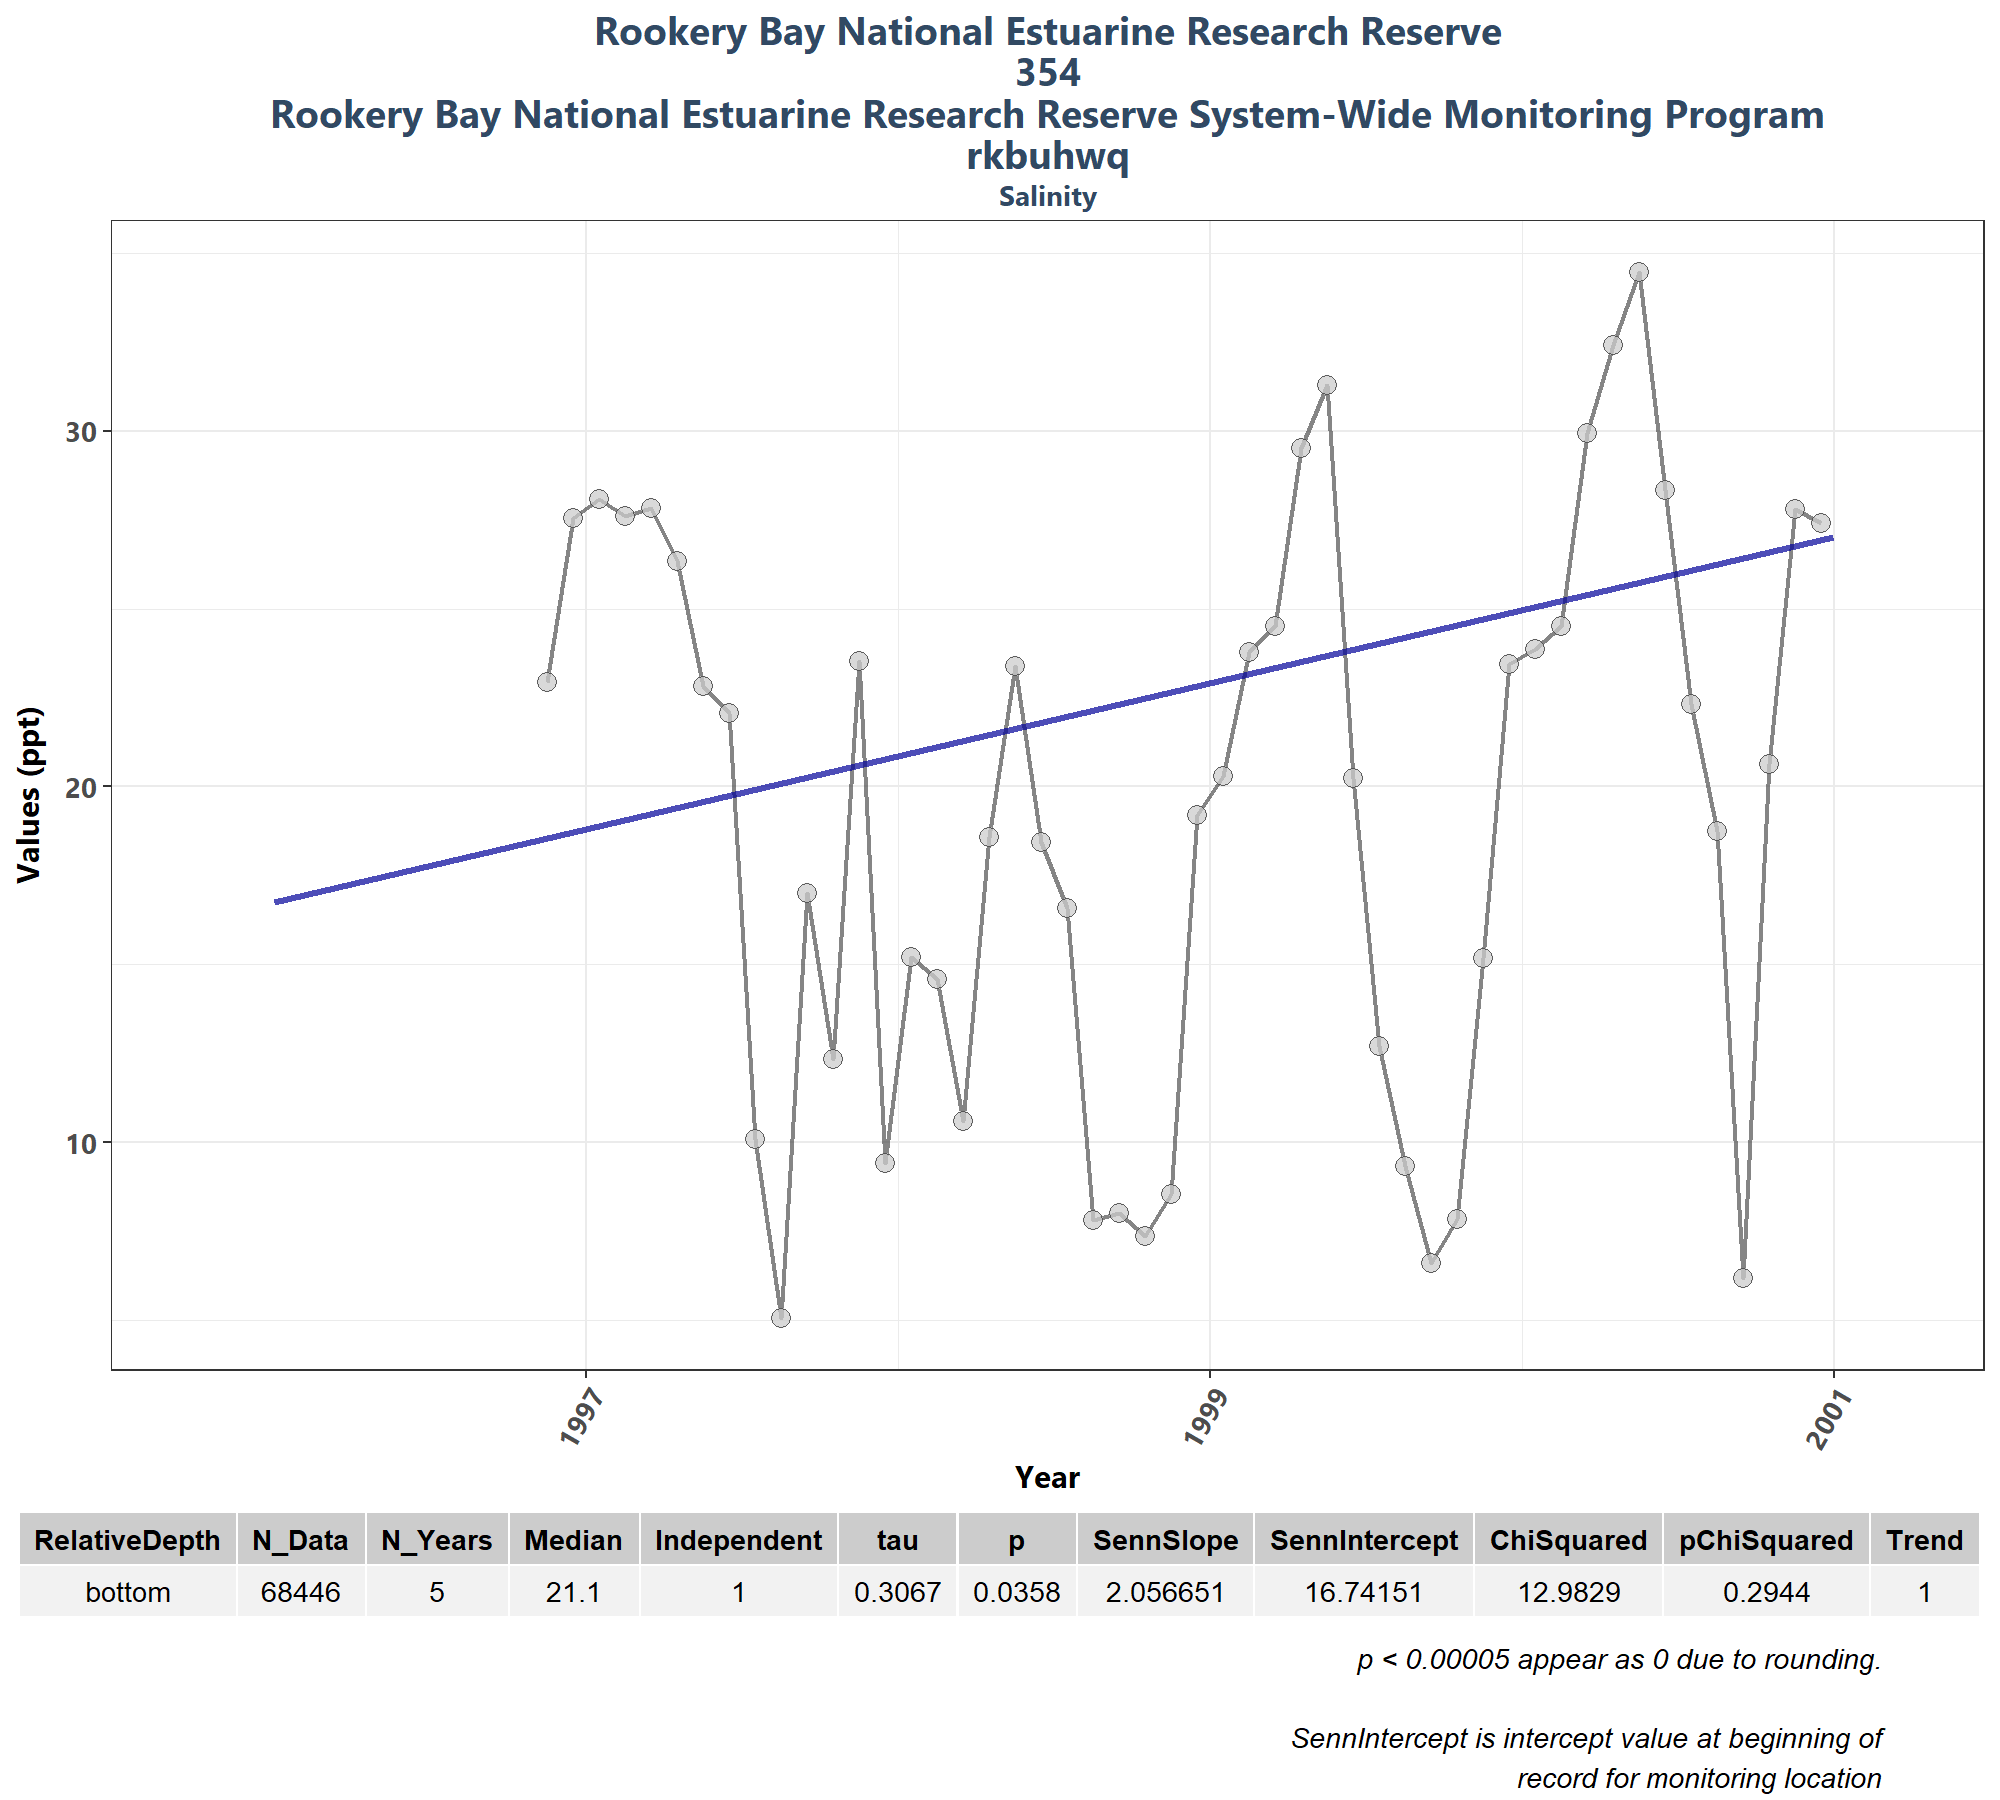 Rookery Bay National Estuarine Research Reserve
354
Rookery Bay National Estuarine Research Reserve System-Wide Monitoring Program
rkbuhwq
Salinity
Values (ppt)
30
20
10
1997
1999
2001
Year
RelativeDepth N_Data N_Years Median Independent tau p SennSlope SennIntercept ChiSquared pChiSquared Trend
bottom 68446 5 21.1 1 0.3067 0.0358 2.056651 16.74151 12.9829 0.2944 1
p < 0.00005 appear as 0 due to rounding.
SennIntercept is intercept value at beginning of
record for monitoring location